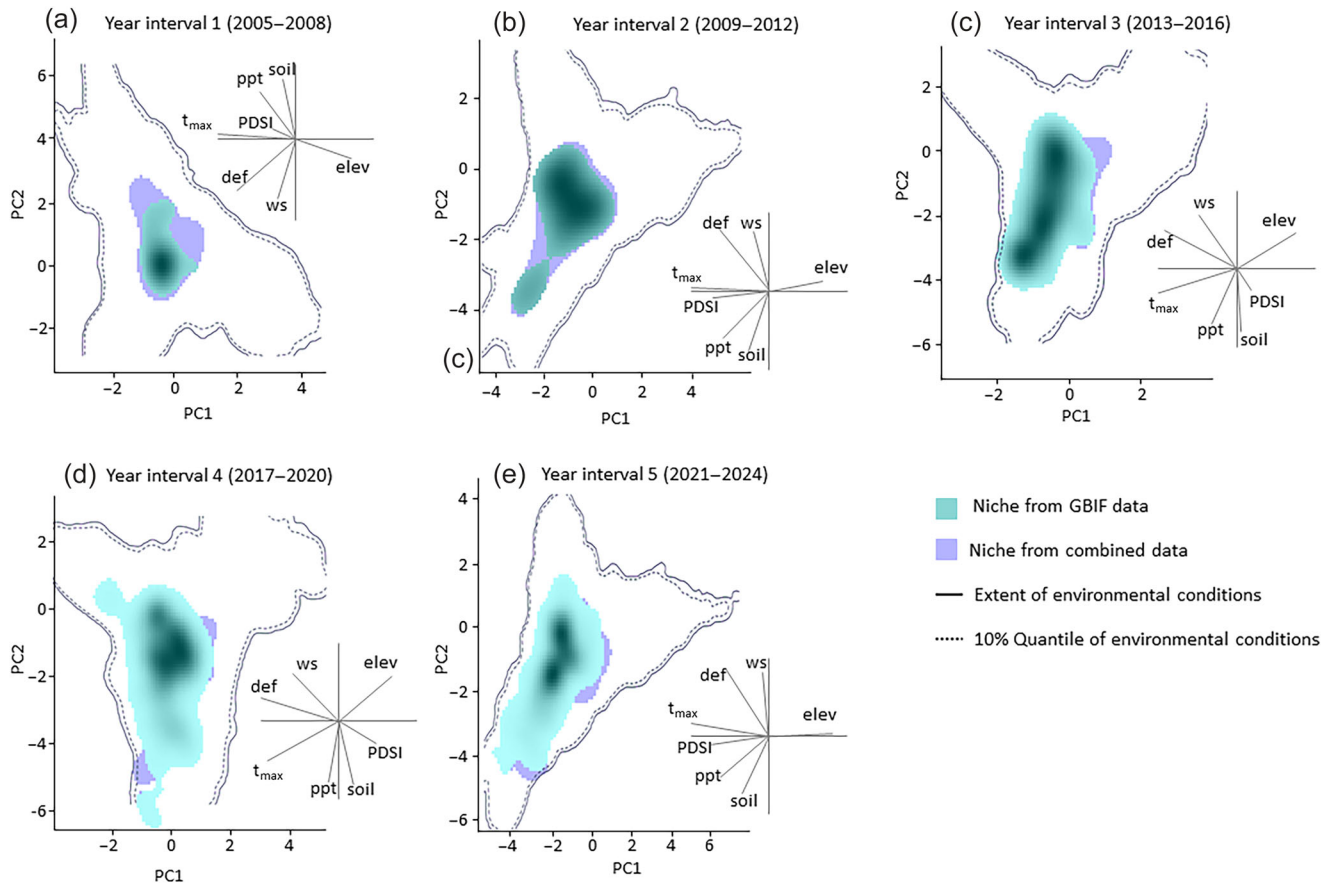 (a) Year interval 1 (2005–2008)
6
4
2
0
−2
PC2
−2 0 2 4
PC1
soil
ppt
PDSI
tmax
elev
def
ws
(b) Year interval 2 (2009–2012)
2
0
−2
−4
PC2
(c)
−4 −2 0 2 4
PC1
def ws
elev
tmax
PDSI
ppt
soil
(c) Year interval 3 (2013–2016)
2
0
−2
−4
−6
PC2
−2 0 2
PC1
ws
elev
def
tmax
PDSI
ppt
soil
(d) Year interval 4 (2017–2020)
2
0
−2
−4
-6
PC2
−2 0 2 4
PC1
ws
elev
def
PDSI
tmax
ppt soil
(e) Year interval 5 (2021–2024)
4
2
0
−2
−4
−6
PC2
−4 −2 0 2 4 6
PC1
ws
def
tmax
elev
PDSI
ppt
soil
Niche from GBIF data
Niche from combined data
Extent of environmental conditions
10% Quantile of environmental conditions